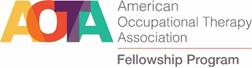 AOTA
American
Occupational Therapy
Association
Fellowship Program